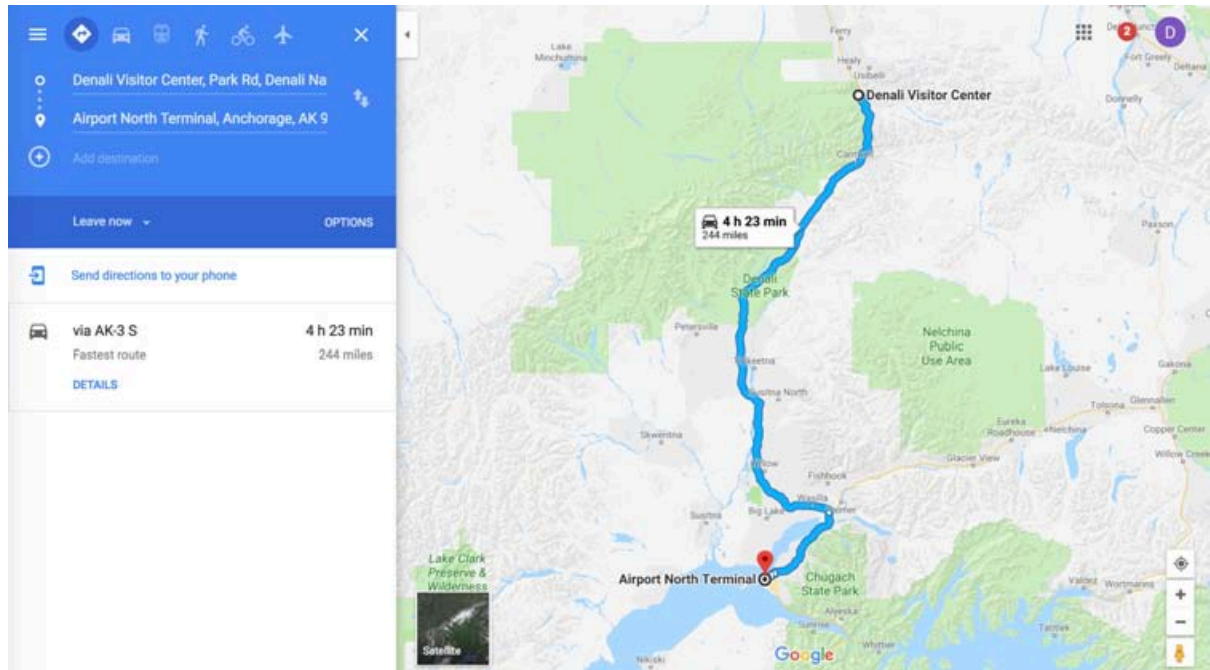 Denali Visitor Center, Park Rd, Denali Na
Airport North Terminal, Anchorage, AK 9
Add destination
Leave now
OPTIONS
Send directions to your phone
via AK-3 S
4 h 23 min
Fastest route
244 miles
DETAILS
2
D
Ferry
Lake
Minchumina
Healy
Usibelli
Fort Greely
Deltana
Denali Visitor Center
Donnelly
4 h 23 min
244 miles
Paxson
Denali
State Park
Petersville
Nelchina
Public
Use Area
Lake Louise
Gakona
Susitna North
Tolsona
Glennallen
Eureka
Roadhouse
Nelchina
Copper Center
Skwentna
Willow Creek
Glacier View
Fishhook
Wasilla
Susitna
Big Lake
Lake Clark
Preserve &
Wilderness
Airport North Terminal
Chugach
State Park
Valdez
Wortmanns
Alyeska
Tatitlek
Sunrise
Whittier
Satellite
Google
Nikiski